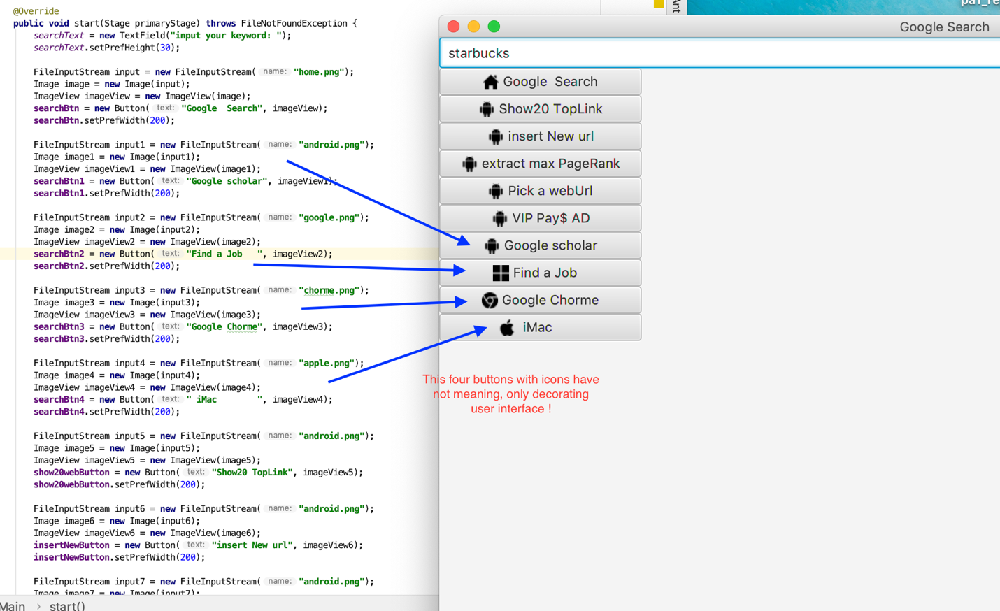 @Override
public void start(Stage primaryStage) throws FileNotFoundException {
searchText = new TextField("input your keyword: ");
searchText.setPrefHeight(30);
FileInputStream input = new FileInputStream( name: "home.png");
Image image = new Image(input);
ImageView imageView = new ImageView(image);
searchBtn = new Button( text: "Google  Search", imageView);
searchBtn.setPrefWidth(200);
FileInputStream input1 = new FileInputStream( name: "android.png");
Image image1 = new Image(input1);
ImageView imageView1 = new ImageView(image1);
searchBtn1 = new Button( text: "Google scholar", imageView1);
searchBtn1.setPrefWidth(200);
FileInputStream input2 = new FileInputStream( name: "google.png");
Image image2 = new Image(input2);
ImageView imageView2 = new ImageView(image2);
searchBtn2 = new Button( text: "Find a Job   ", imageView2);
searchBtn2.setPrefWidth(200);
FileInputStream input3 = new FileInputStream( name: "chorme.png");
Image image3 = new Image(input3);
ImageView imageView3 = new ImageView(image3);
searchBtn3 = new Button( text: "Google Chorme", imageView3);
searchBtn3.setPrefWidth(200);
FileInputStream input4 = new FileInputStream( name: "apple.png");
Image image4 = new Image(input4);
ImageView imageView4 = new ImageView(image4);
searchBtn4 = new Button( text: " iMac        ", imageView4);
searchBtn4.setPrefWidth(200);
FileInputStream input5 = new FileInputStream( name: "android.png");
Image image5 = new Image(input5);
ImageView imageView5 = new ImageView(image5);
show20webButton = new Button( text: "Show20 TopLink", imageView5);
show20webButton.setPrefWidth(200);
FileInputStream input6 = new FileInputStream( name: "android.png");
Image image6 = new Image(input6);
ImageView imageView6 = new ImageView(image6);
insertNewButton = new Button( text: "insert New url", imageView6);
insertNewButton.setPrefWidth(200);
FileInputStream input7 = new FileInputStream( name: "android.png");
Image image7 = new Image(input7);
Main › start()
Ant
Google Search
starbucks
Google  Search
Show20 TopLink
insert New url
extract max PageRank
Pick a webUrl
VIP Pay$ AD
Google scholar
Find a Job
Google Chorme
iMac
This four buttons with icons have
not meaning, only decorating
user interface !